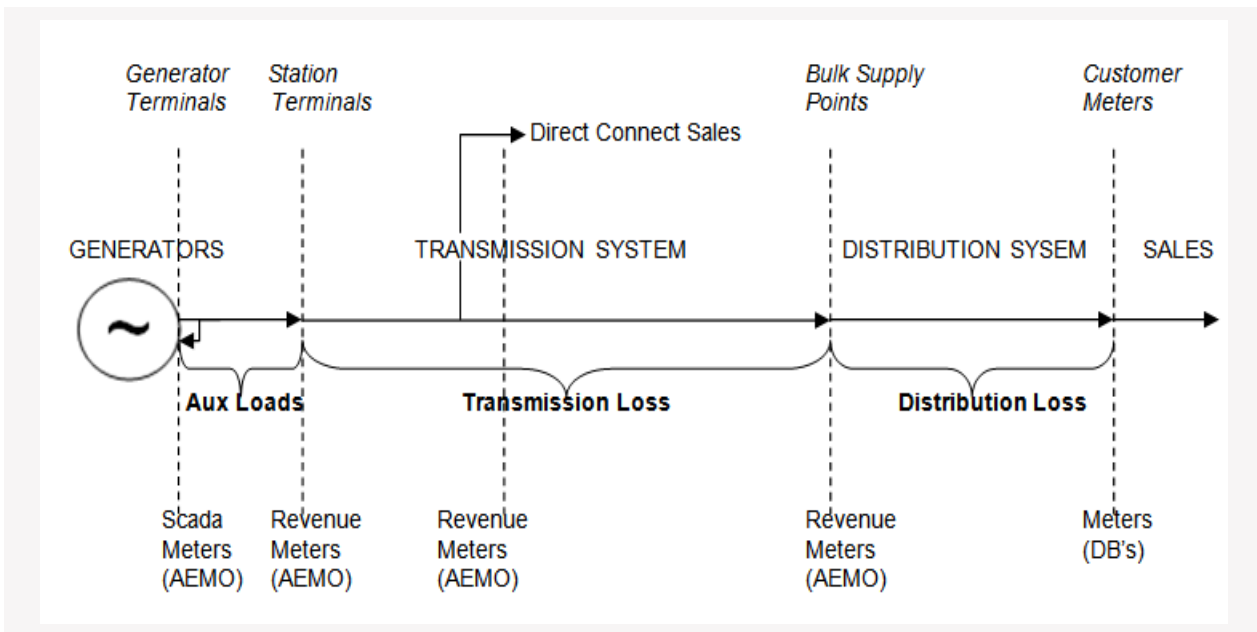 Generator
Terminals
Station
Terminals
Bulk Supply
Points
Customer
Meters
Direct Connect Sales
GENERATORS
TRANSMISSION SYSTEM
DISTRIBUTION SYSEM
SALES
~
Aux Loads
Transmission Loss
Distribution Loss
Scada
Meters
(AEMO)
Revenue
Meters
(AEMO)
Revenue
Meters
(AEMO)
Revenue
Meters
(AEMO)
Meters
(DB's)